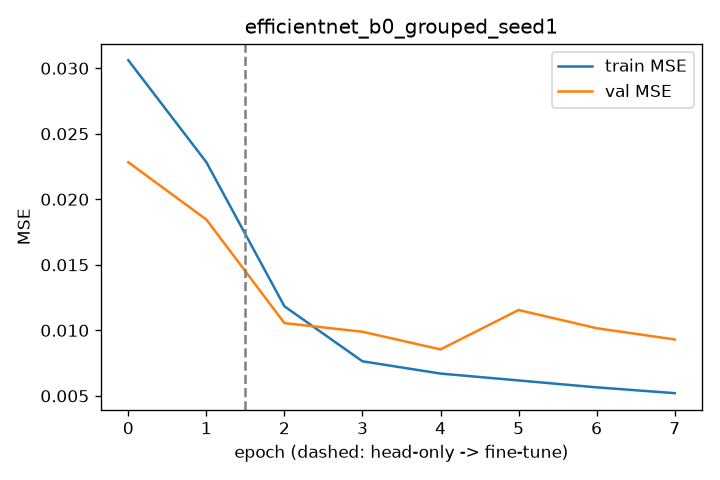 efficientnet_b0_grouped_seed1
train MSE
val MSE
MSE
0.030
0.025
0.020
0.015
0.010
0.005
0 1 2 3 4 5 6 7
epoch (dashed: head-only -> fine-tune)